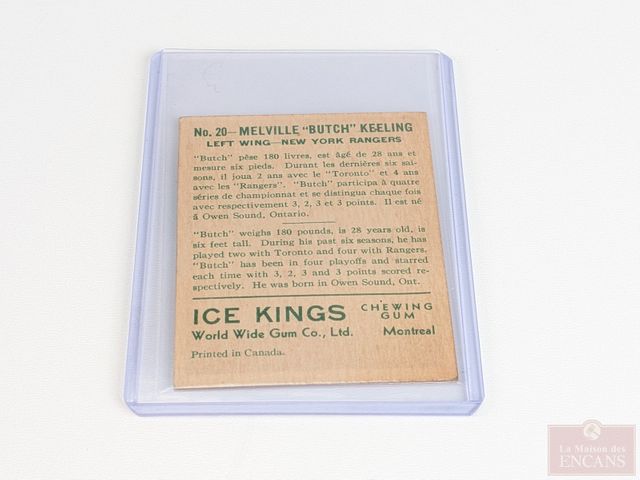 No. 20—MELVILLE "BUTCH" KEELING
LEFT WING—NEW YORK RANGERS
"Butch" pèse 180 livres, est âgé de 28 ans et
mesure six pieds. Durant les dernières six sai-
sons, il joua 2 ans avec le "Toronto" et 4 ans
avec les "Rangers". "Butch" participa à quatre
séries de championnat et se distingua chaque fois
avec respectivement 3, 2, 3 et 3 points. Il est né
á Owen Sound, Ontario.
"Butch" weighs 180 pounds, is 28 years old, is
six feet tall. During his past six seasons, he has
played two with Toronto and four with Rangers.
"Butch" has been in four playoffs and starred
each time with 3, 2, 3 and 3 points scored re-
spectively. He was born in Owen Sound, Ont.
ICE KINGS CHEWING GUM
World Wide Gum Co., Ltd. Montreal
Printed in Canada.
La Maison des
ENCANS